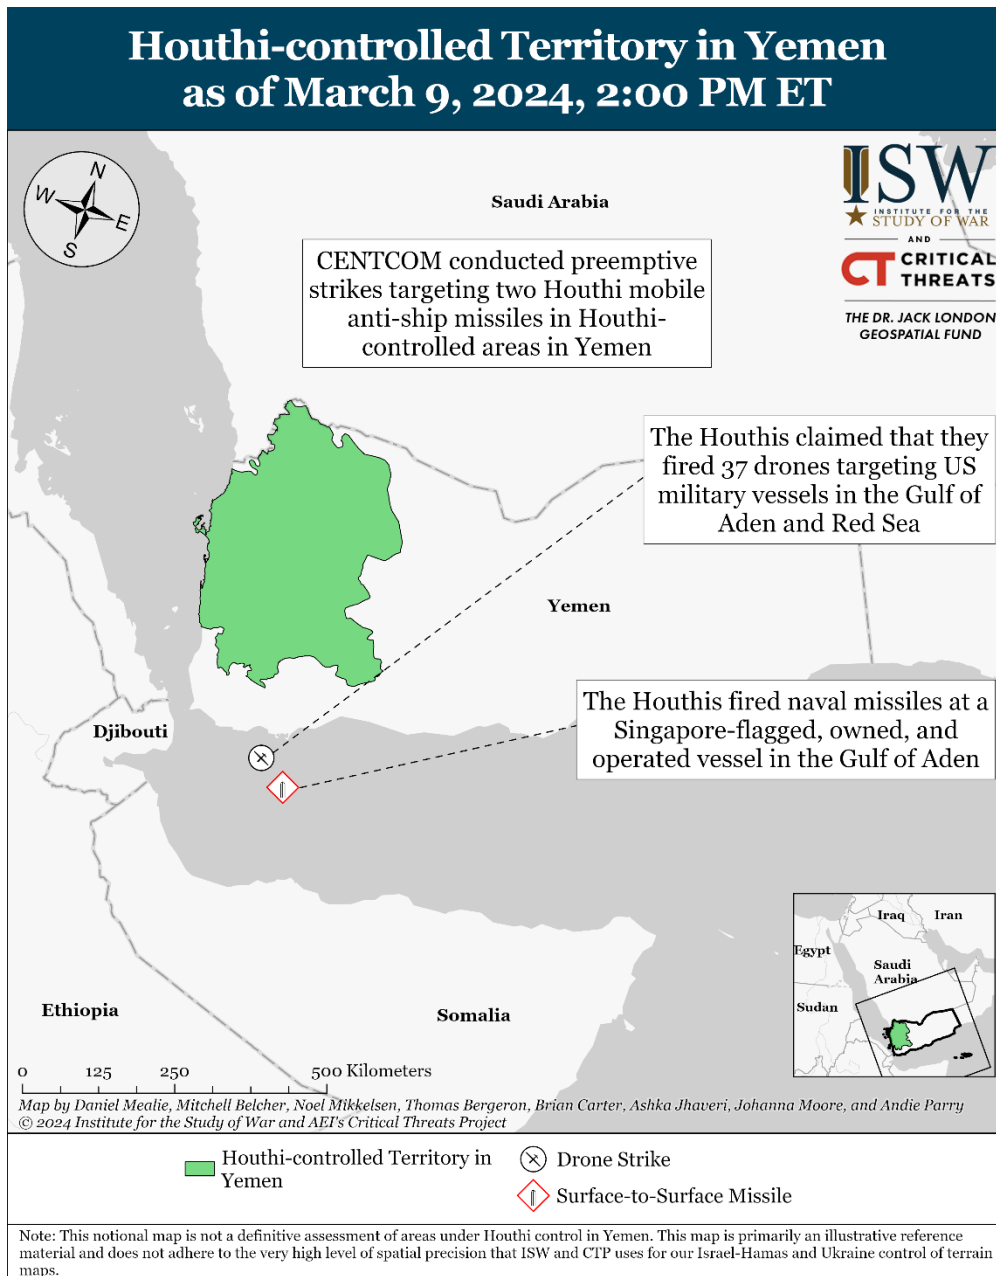 Houthi-controlled Territory in Yemen
as of March 9, 2024, 2:00 PM ET
N
W
E
S
Saudi Arabia
ISW
INSTITUTE FOR THE
STUDY OF WAR
AND
CT CRITICAL
THREATS
THE DR. JACK LONDON
GEOSPATIAL FUND
CENTCOM conducted preemptive
strikes targeting two Houthi mobile
anti-ship missiles in Houthi-
controlled areas in Yemen
The Houthis claimed that they
fired 37 drones targeting US
military vessels in the Gulf of
Aden and Red Sea
Yemen
The Houthis fired naval missiles at a
Singapore-flagged, owned, and
operated vessel in the Gulf of Aden
Djibouti
Ethiopia
Somalia
Iraq
Iran
Egypt
Saudi
Arabia
Sudan
0 125 250 500 Kilometers
Map by Daniel Mealie, Mitchell Belcher, Noel Mikkelsen, Thomas Bergeron, Brian Carter, Ashka Jhaveri, Johanna Moore, and Andie Parry
© 2024 Institute for the Study of War and AEI's Critical Threats Project
Houthi-controlled Territory in
Yemen
Drone Strike
Surface-to-Surface Missile
Note: This notional map is not a definitive assessment of areas under Houthi control in Yemen. This map is primarily an illustrative reference
material and does not adhere to the very high level of spatial precision that ISW and CTP uses for our Israel-Hamas and Ukraine control of terrain
maps.